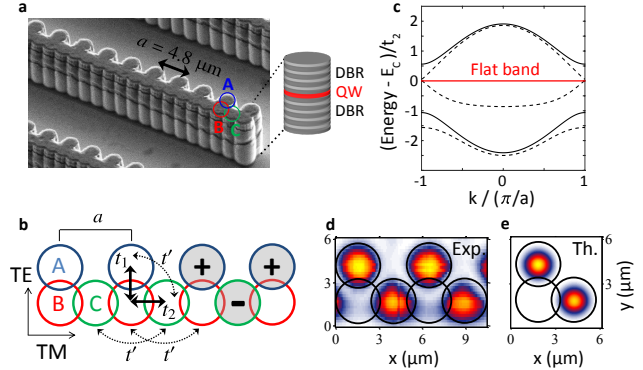 a
a = 4.8 μm
A
B
C
DBR
QW
DBR
c
(Energy - E_C)/t_2
2
1
0
-1
-2
Flat band
-1
0
1
k / (π/a)
b
a
TE
TM
A
B
C
t_1
t'
t_2
t'
t'
+
+
-
d
Exp.
6
3
0
0
3
6
9
x (μm)
e
Th.
6
3
0
y (μm)
0
3
6
x (μm)